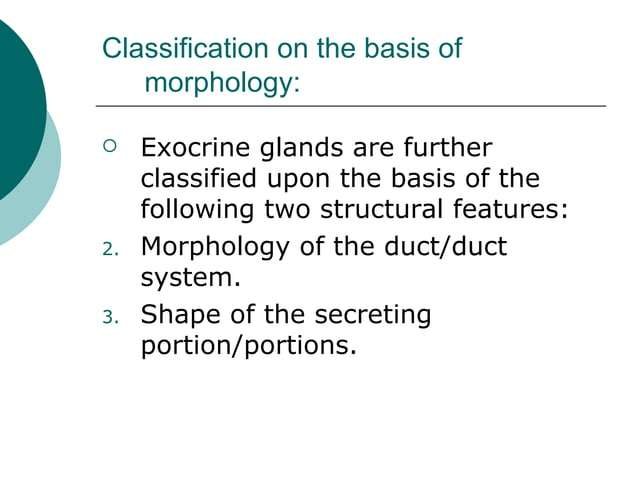 Classification on the basis of
morphology:
Exocrine glands are further
classified upon the basis of the
following two structural features:
2. Morphology of the duct/duct
system.
3. Shape of the secreting
portion/portions.